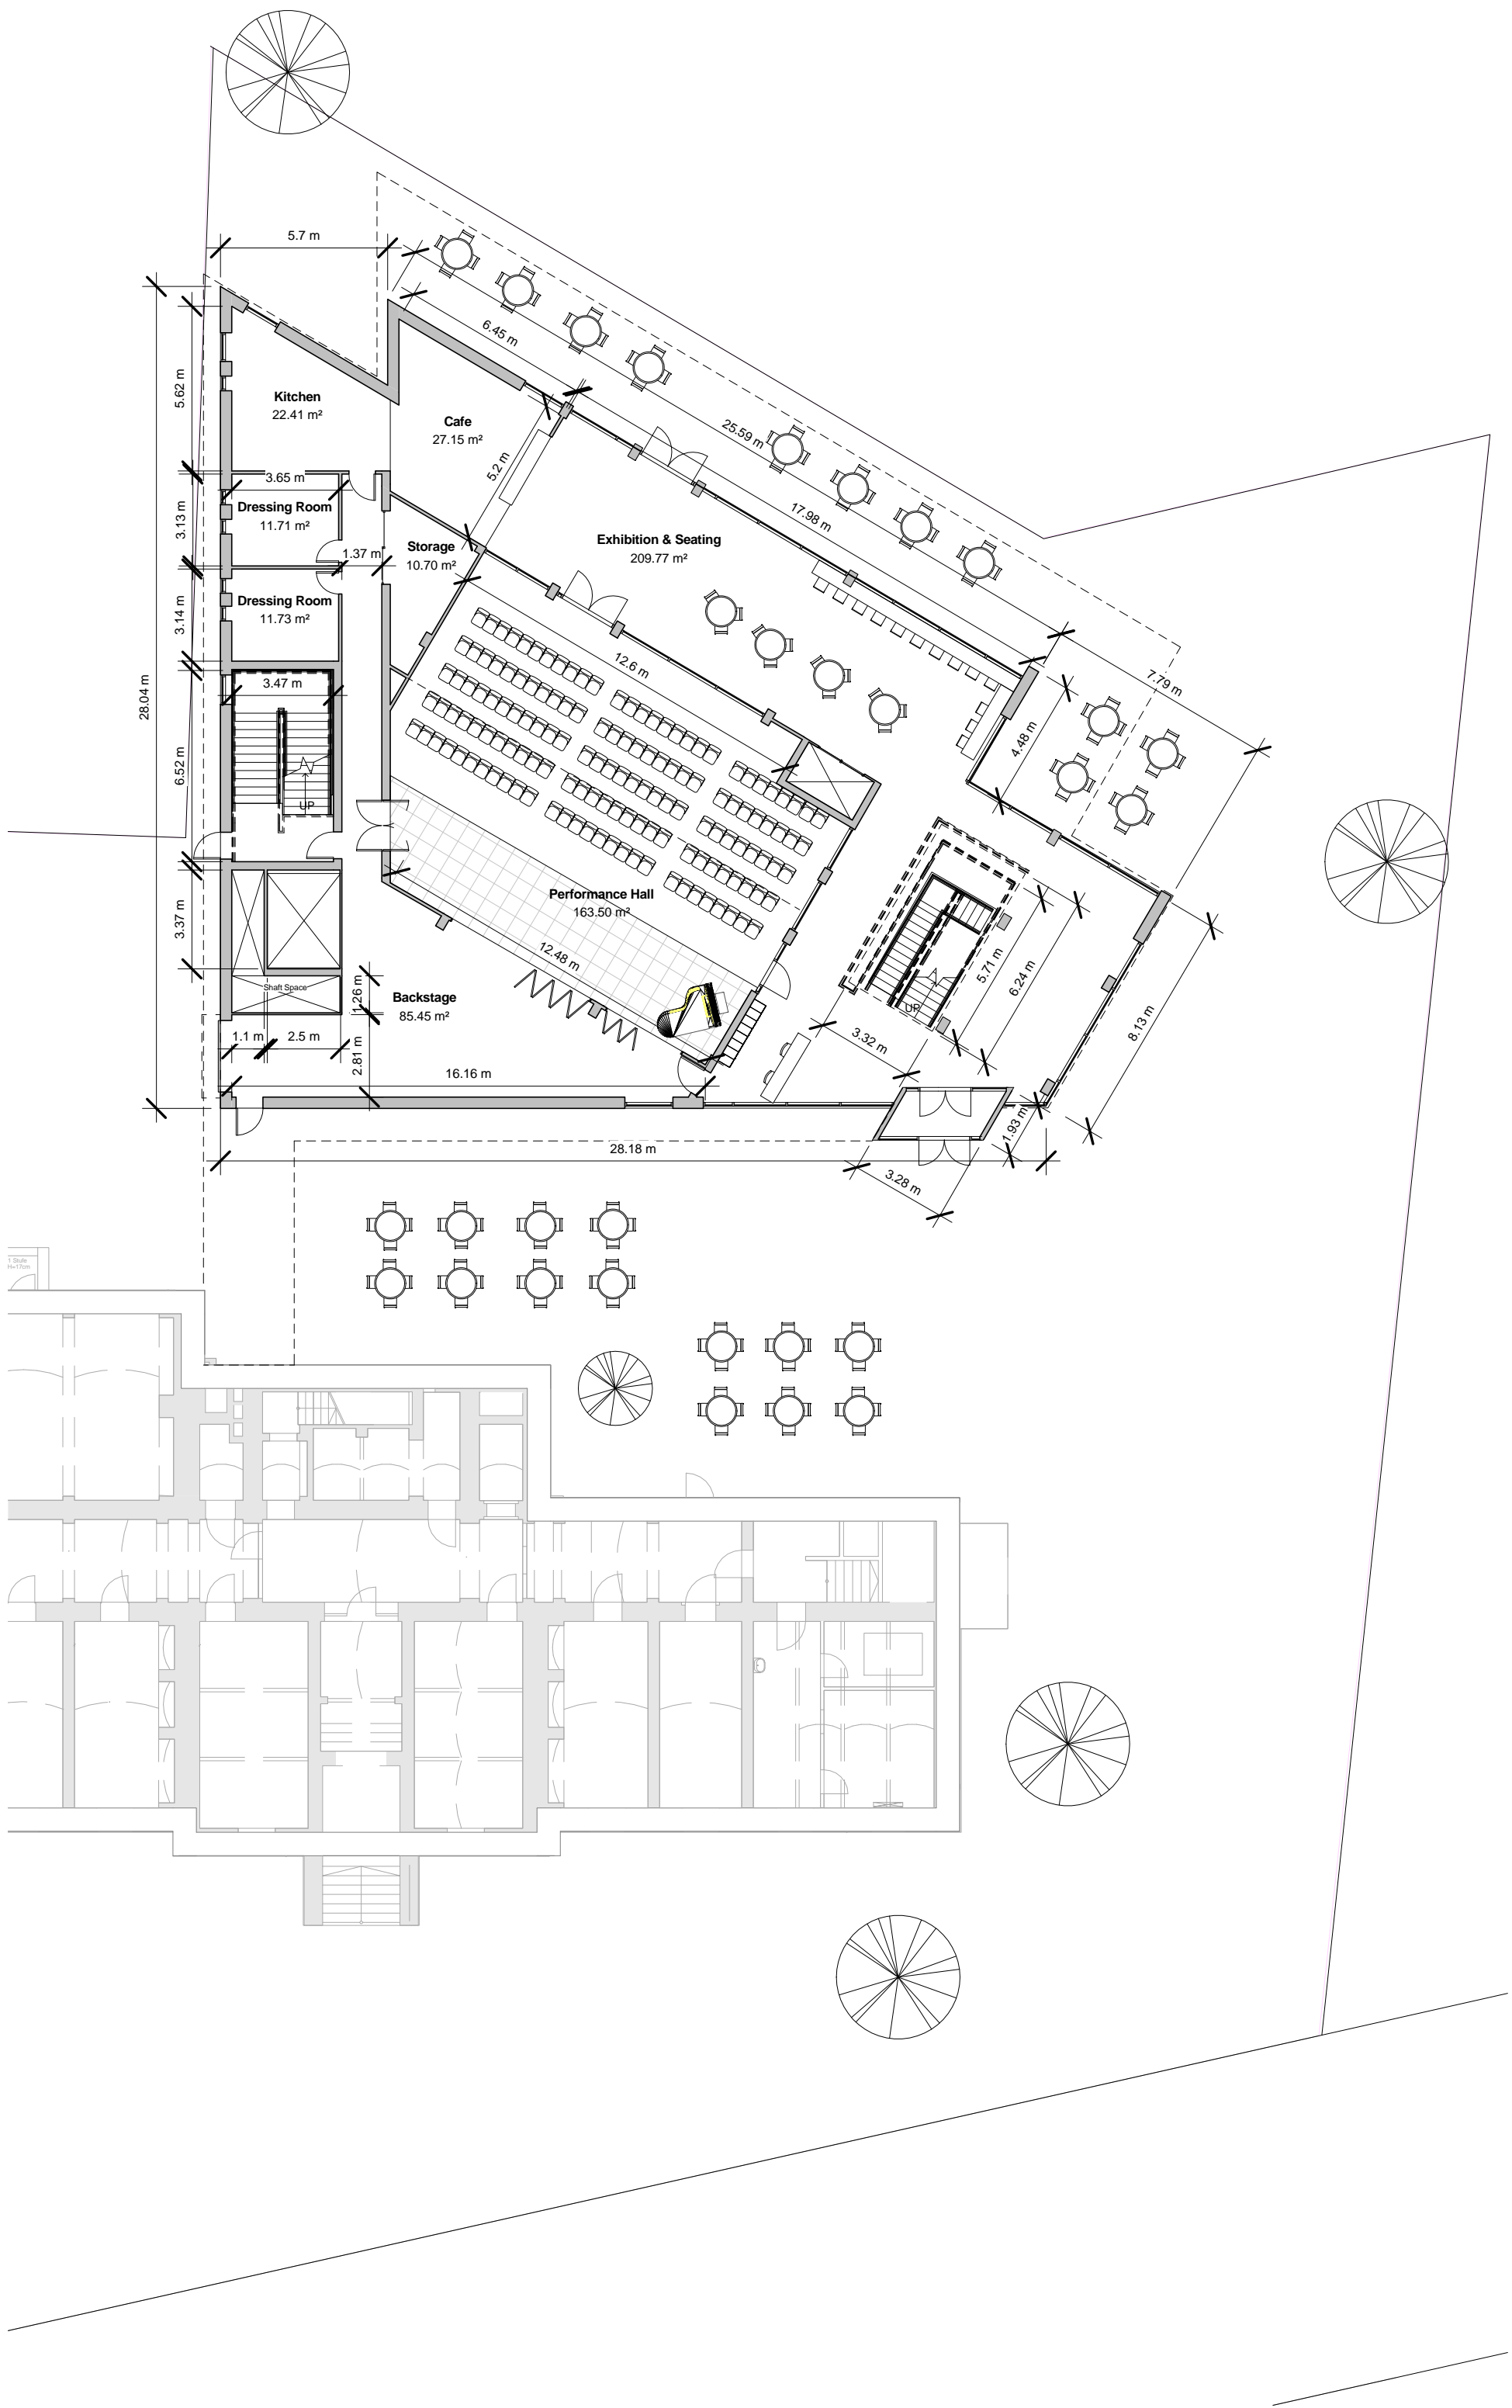 5.7 m
6.45 m
5.62 m
Kitchen
22.41 m²
Cafe
27.15 m²
25.59 m
5.2 m
3.65 m
17.98 m
Dressing Room
11.71 m²
3.13 m
1.37 m
Storage
10.70 m²
Exhibition & Seating
209.77 m²
Dressing Room
11.73 m²
3.14 m
12.6 m
28.04 m
3.47 m
7.79 m
4.48 m
6.52 m
UP
Performance Hall
163.50 m²
3.37 m
12.48 m
5.71 m
6.24 m
Shaft Space
1.26 m
Backstage
85.45 m²
UP
8.13 m
1.1 m
2.5 m
2.81 m
3.32 m
16.16 m
1.93 m
28.18 m
3.28 m
1 Stufe
H=17cm